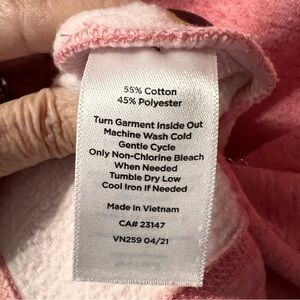 55% Cotton
45% Polyester
Turn Garment Inside Out
Machine Wash Cold
Gentle Cycle
Only Non-Chlorine Bleach
When Needed
Tumble Dry Low
Cool Iron If Needed
Made in Vietnam
CA# 23147
VN259 04/21